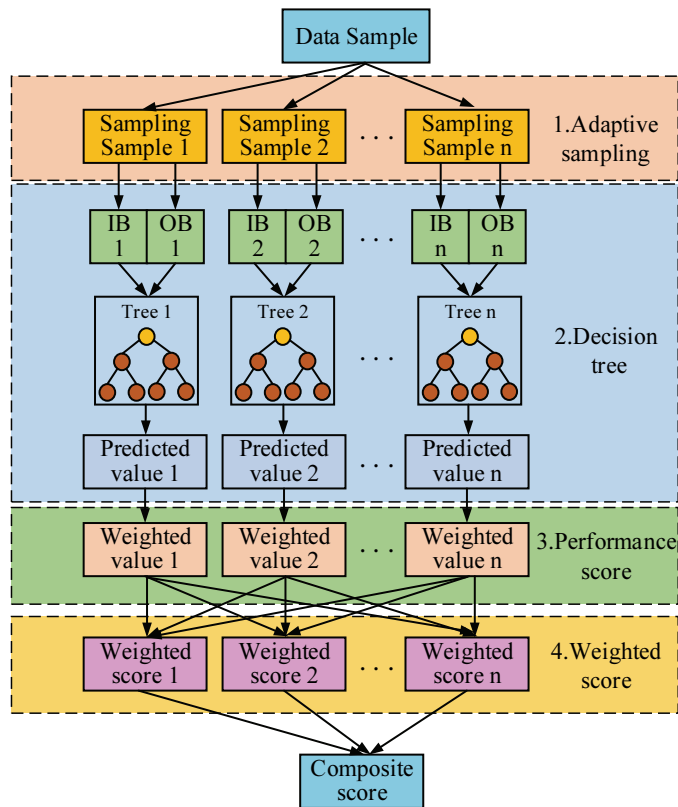 Data Sample
Sampling Sampling Sampling
Sample 1 Sample 2 . . . Sample n
1.Adaptive
sampling
IB OB IB OB IB OB
1 1 2 2 . . . n n
Tree 1 Tree 2 Tree n
. . .
2.Decision
tree
Predicted Predicted Predicted
value 1 value 2 . . . value n
Weighted Weighted Weighted
value 1 value 2 . . . value n
3.Performance
score
Weighted Weighted Weighted
score 1 score 2 . . . score n
4.Weighted
score
Composite
score